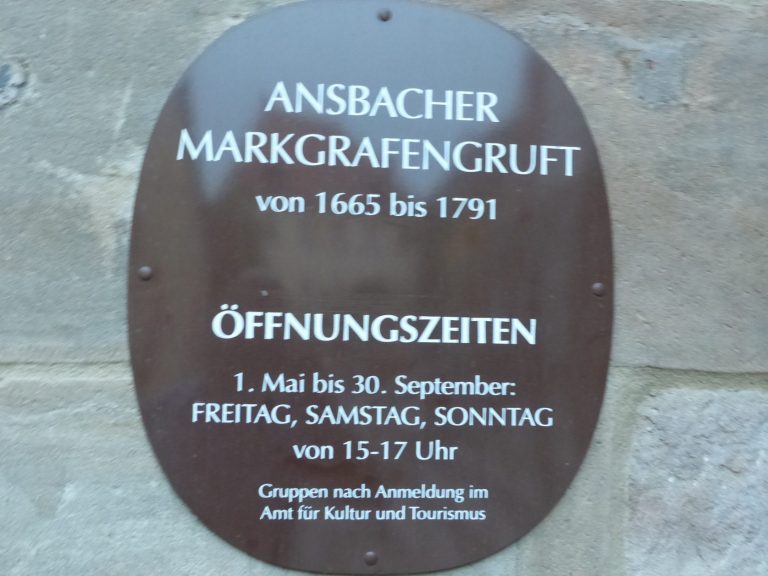 ANSBACHER
MARKGRAFENGRUFT
von 1665 bis 1791
ÖFFNUNGSZEITEN
1. Mai bis 30. September:
FREITAG, SAMSTAG, SONNTAG
von 15-17 Uhr
Gruppen nach Anmeldung im
Amt für Kultur und Tourismus